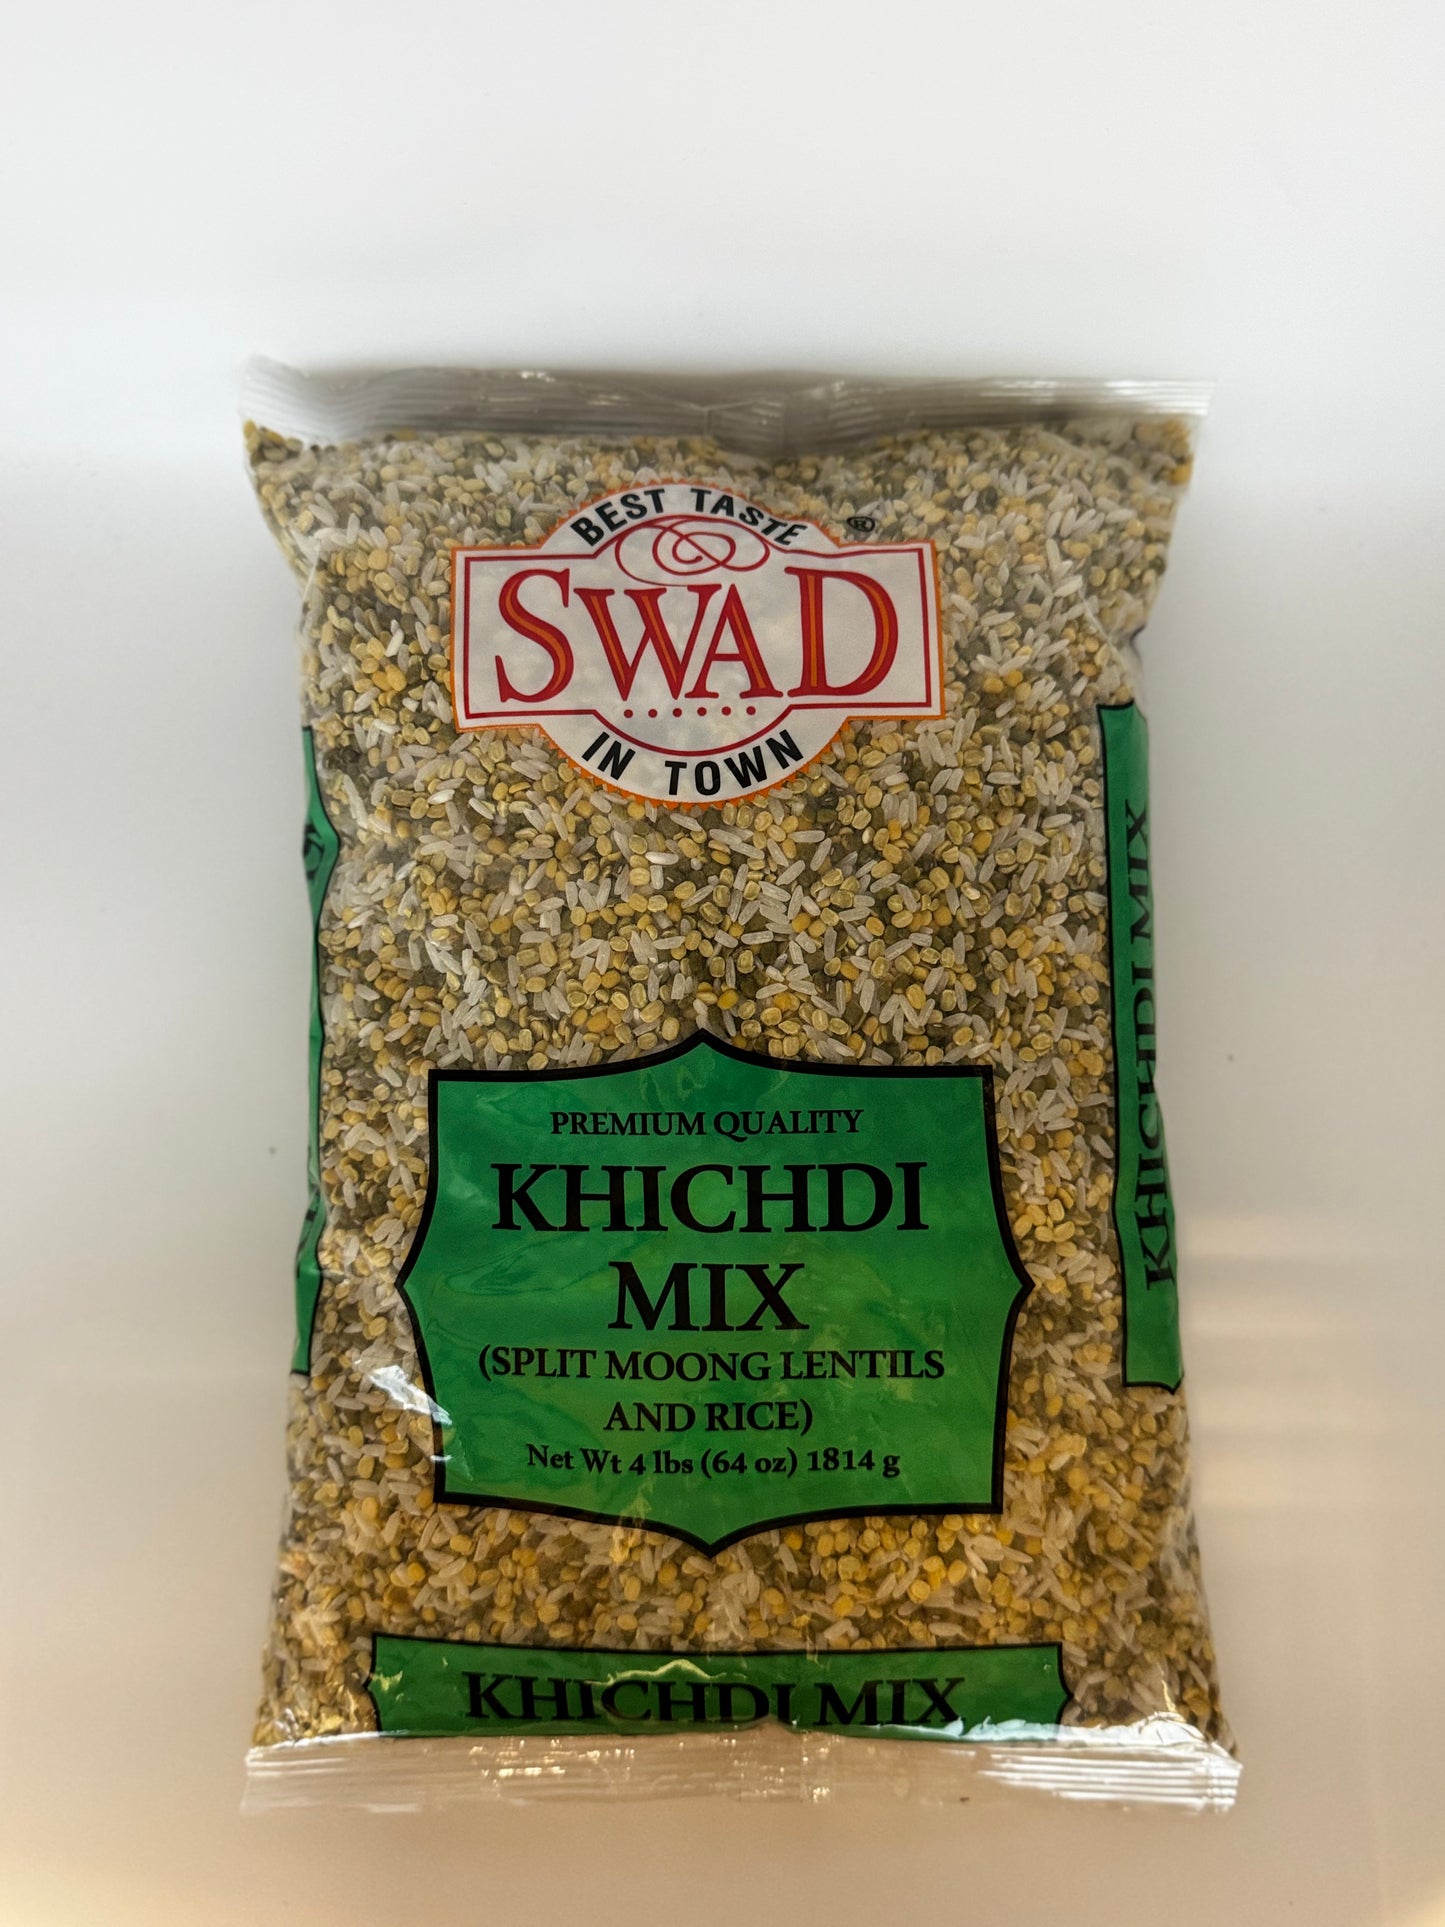 BEST TASTE
®
SWAD
IN TOWN
PREMIUM QUALITY
KHICHDI
MIX
(SPLIT MOONG LENTILS
AND RICE)
Net Wt 4 lbs (64 oz) 1814 g
KHICHDI MIX
KHICHDI MIX